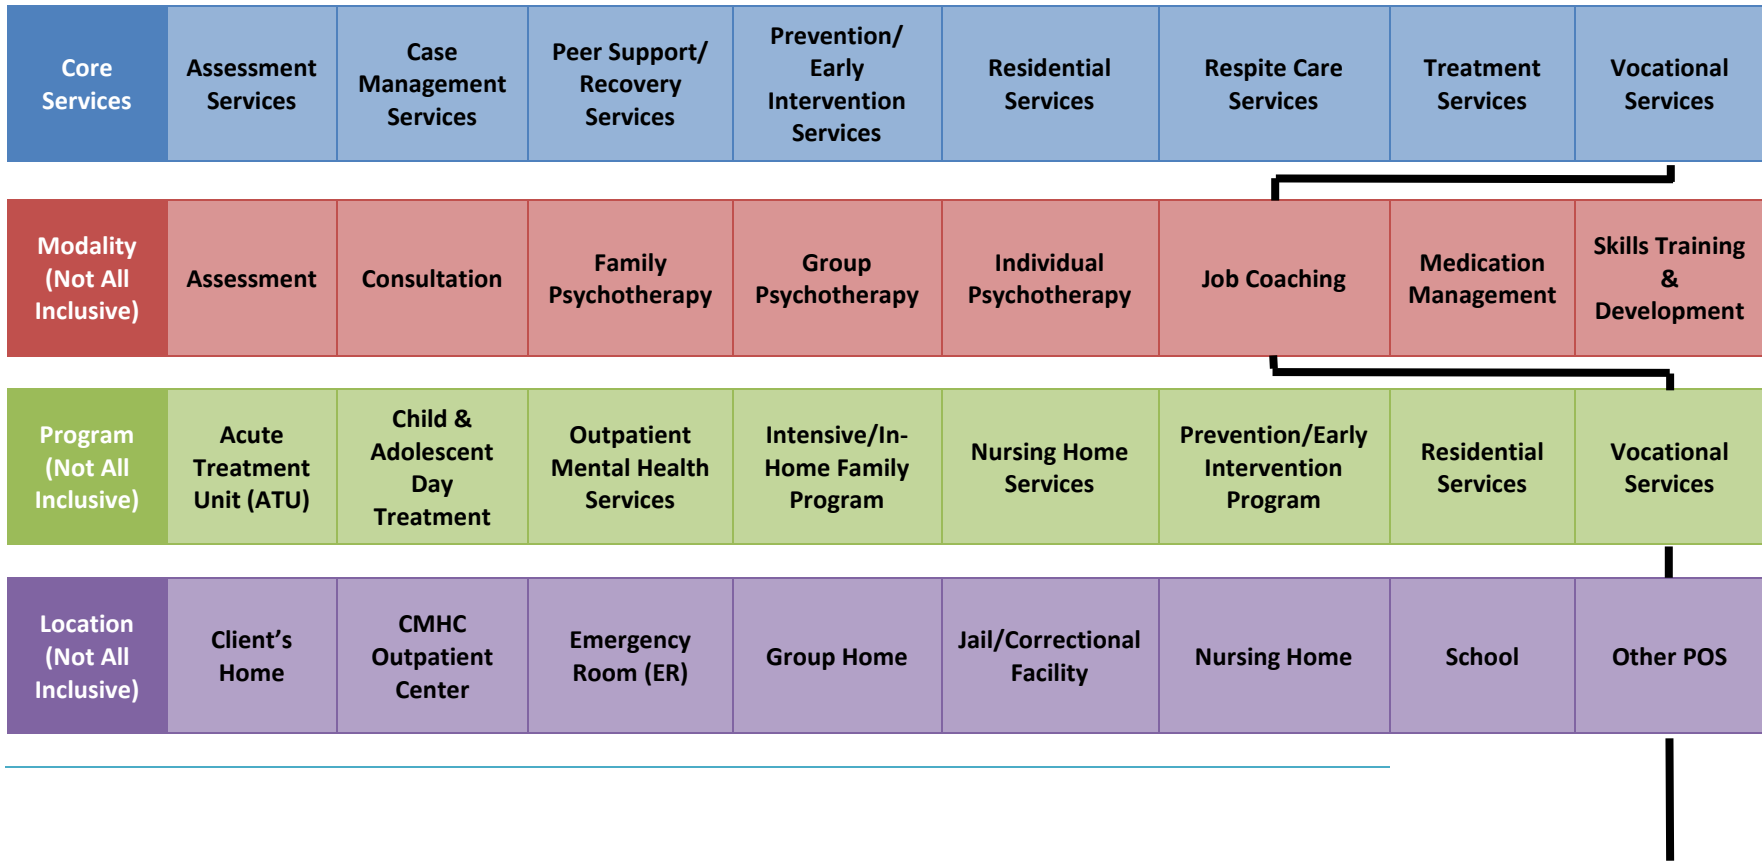 Core
Services
Assessment
Services
Case
Management
Services
Peer Support/
Recovery
Services
Prevention/
Early
Intervention
Services
Residential
Services
Respite Care
Services
Treatment
Services
Vocational
Services
Modality
(Not All
Inclusive)
Assessment
Consultation
Family
Psychotherapy
Group
Psychotherapy
Individual
Psychotherapy
Job Coaching
Medication
Management
Skills Training
&
Development
Program
(Not All
Inclusive)
Acute
Treatment
Unit (ATU)
Child &
Adolescent
Day
Treatment
Outpatient
Mental Health
Services
Intensive/In-
Home Family
Program
Nursing Home
Services
Prevention/Early
Intervention
Program
Residential
Services
Vocational
Services
Location
(Not All
Inclusive)
Client’s
Home
CMHC
Outpatient
Center
Emergency
Room (ER)
Group Home
Jail/Correctional
Facility
Nursing Home
School
Other POS